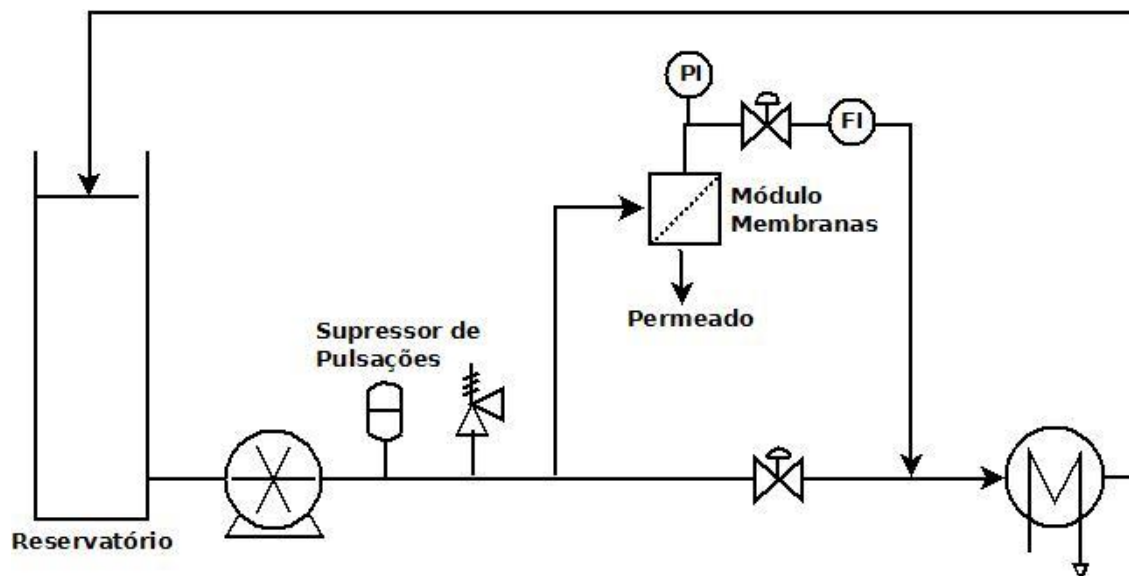 PI
FI
Módulo
Membranas
Permeado
Supressor de
Pulsações
Reservatório